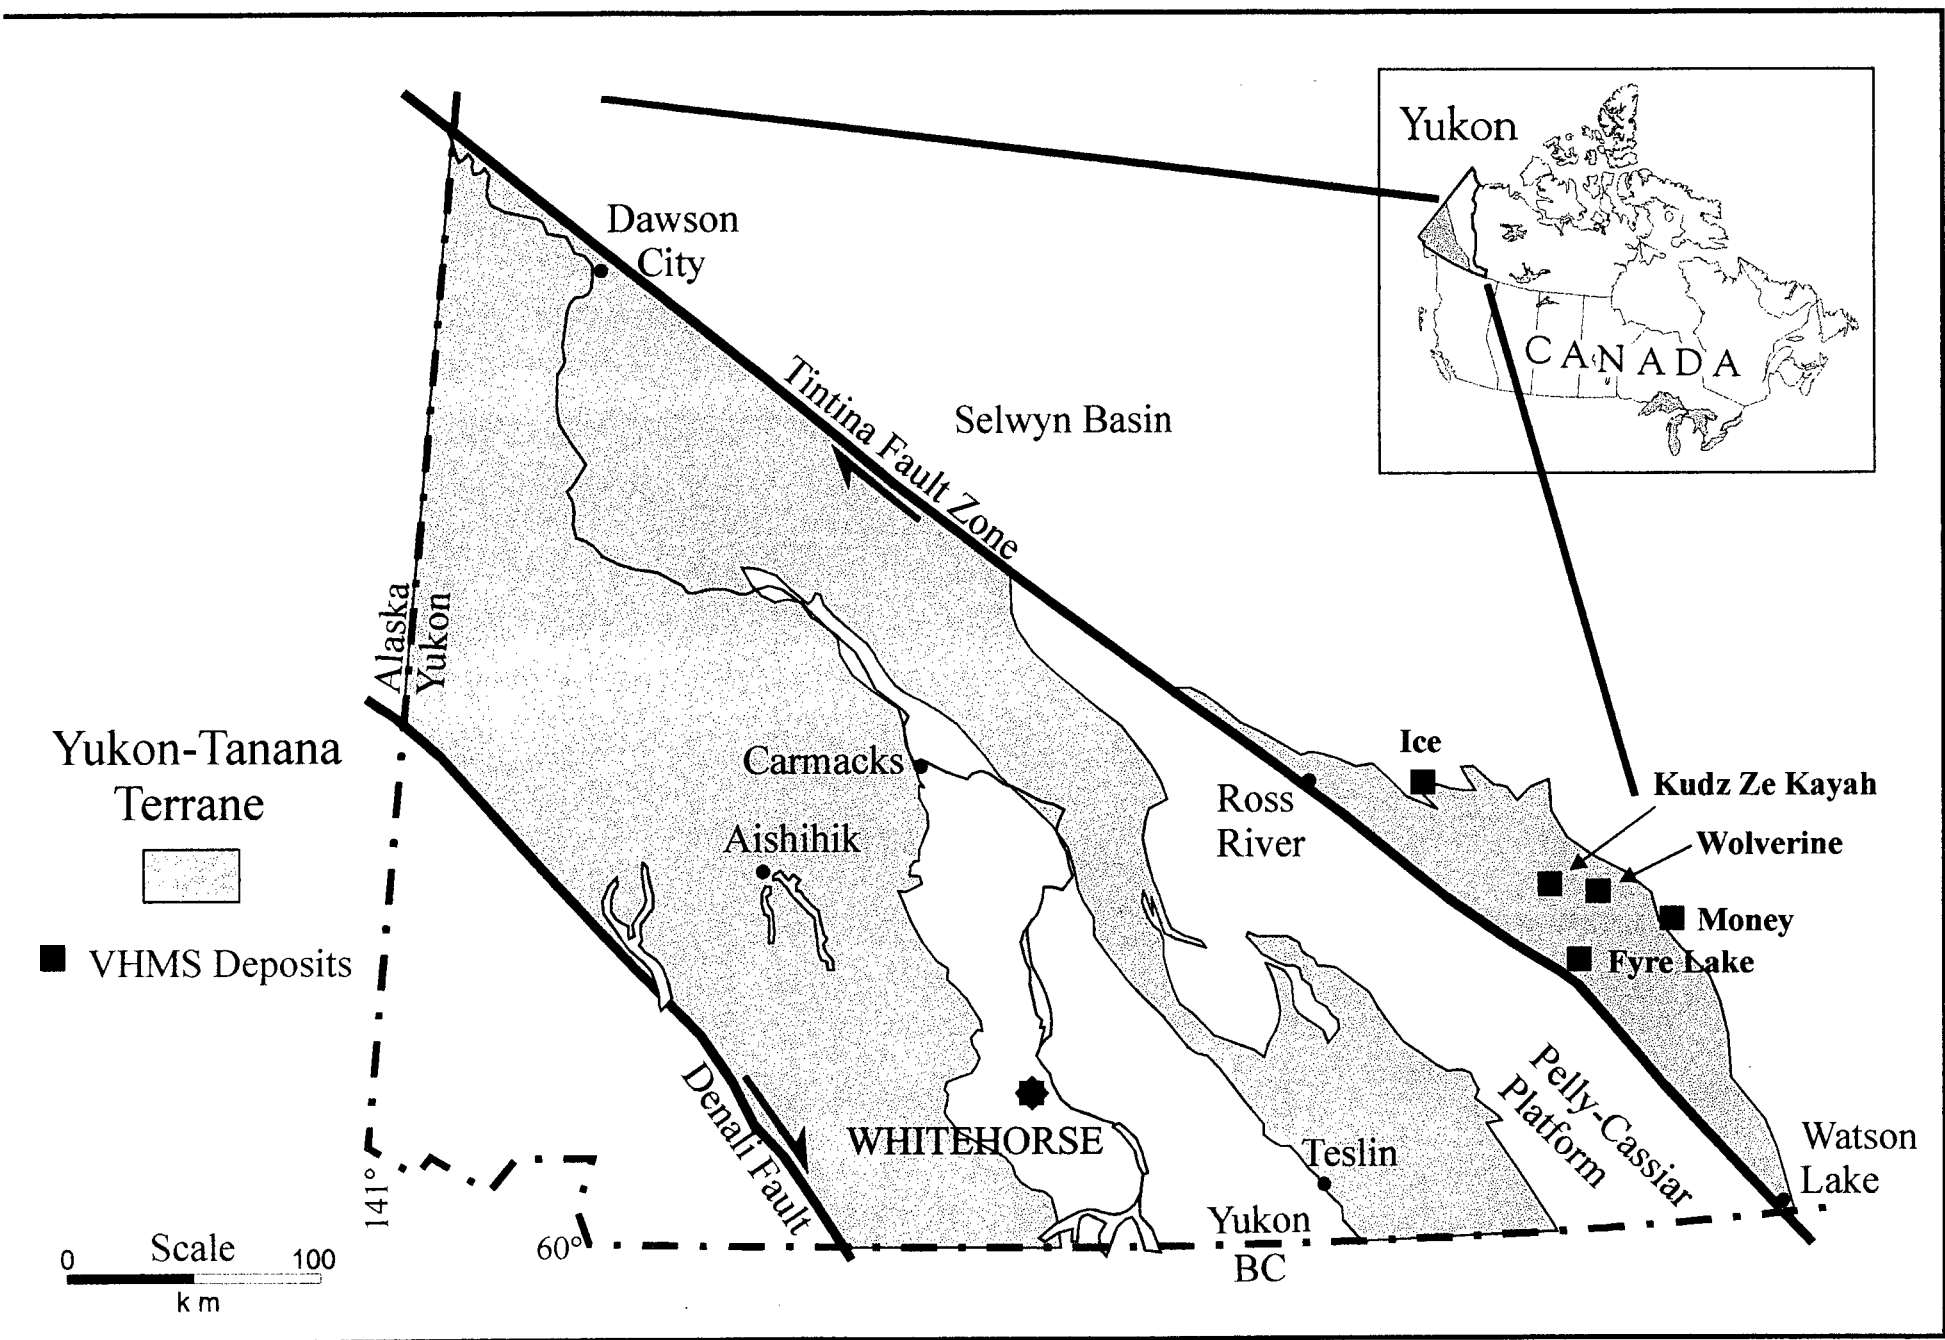 Yukon
CANADA
Dawson
City
Tintina Fault Zone
Selwyn Basin
Alaska
Yukon
Yukon-Tanana
Terrane
VHMS Deposits
Carmacks
Aishihik
Ross
River
Ice
Kudz Ze Kayah
Wolverine
Money
Fyre Lake
Pelly-Cassiar
Platform
Watson
Lake
Denali Fault
WHITEHORSE
Teslin
Yukon
BC
141°
60°
Scale
0 100
km